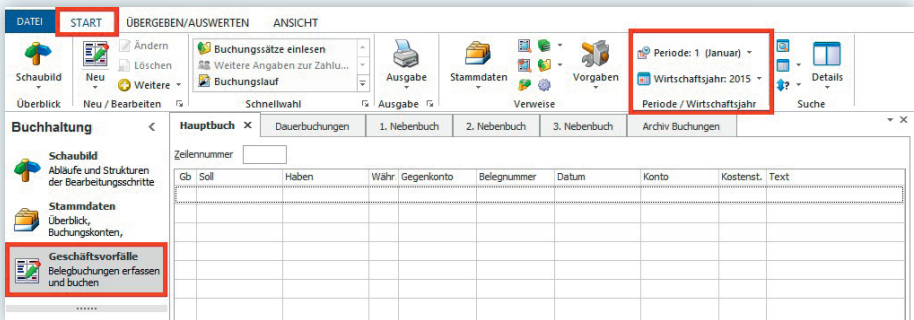 DATEI START ÜBERGEBEN/AUSWERTEN ANSICHT
Schaubild
Überblick
Neu
Ändern
Löschen
Weitere
Neu / Bearbeiten
Buchungssätze einlesen
Weitere Angaben zur Zahlu...
Buchungslauf
Schnellwahl
Ausgabe
Ausgabe
Stammdaten
Vorgaben
Verweise
Periode: 1 (Januar)
Wirtschaftsjahr: 2015
Periode / Wirtschaftsjahr
Details
Suche
Buchhaltung
Schaubild
Abläufe und Strukturen
der Bearbeitungsschritte
Stammdaten
Überblick,
Buchungskonten,
Geschäftsvorfälle
Belegbuchungen erfassen
und buchen
Hauptbuch X Dauerbuchungen 1. Nebenbuch 2. Nebenbuch 3. Nebenbuch Archiv Buchungen
Zeilennummer
Gb Soll Haben Währ Gegenkonto Belegnummer Datum Konto Kostenst. Text